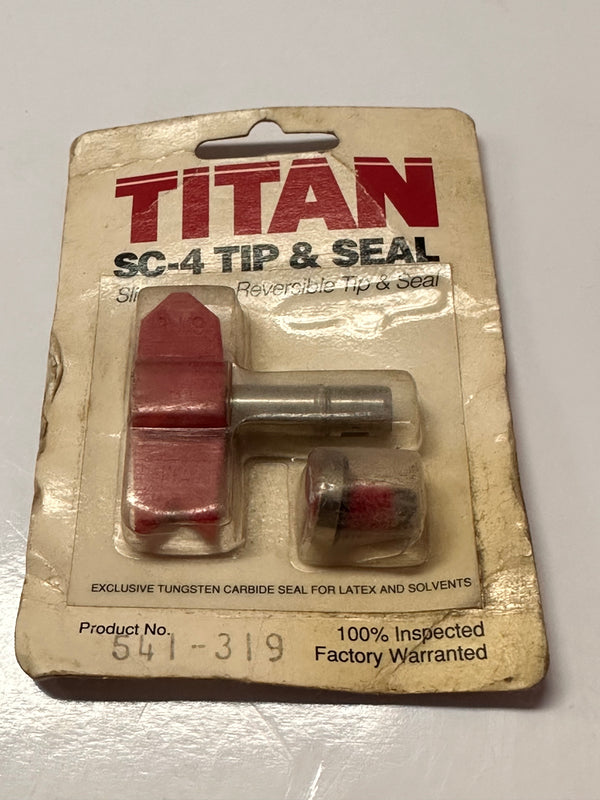 TITAN
SC-4 TIP & SEAL
Reversible Tip & Seal
319
EXCLUSIVE TUNGSTEN CARBIDE SEAL FOR LATEX AND SOLVENTS
Product No. 541-319
100% Inspected
Factory Warranted